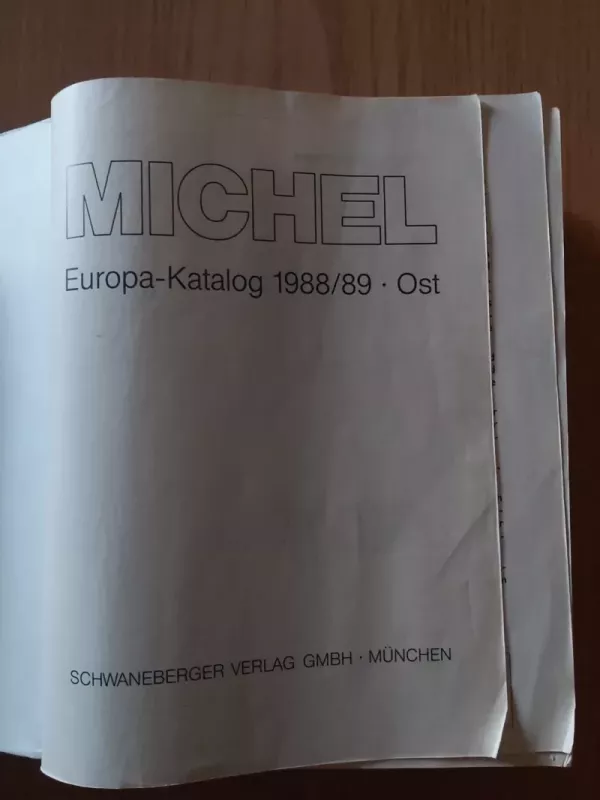 MICHEL
Europa-Katalog 1988/89 · Ost
SCHWANEBERGER VERLAG GMBH · MÜNCHEN